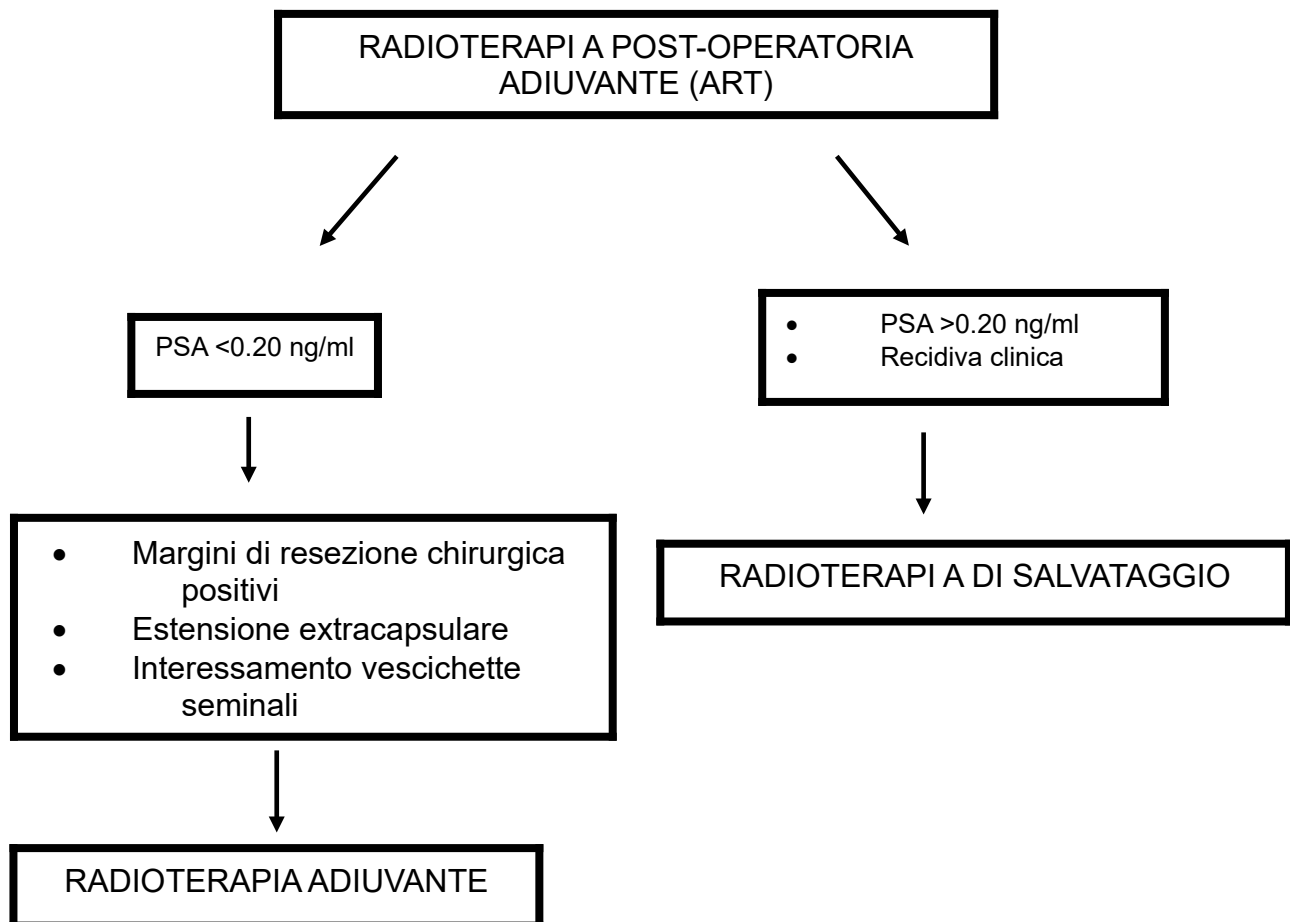 RADIOTERAPI A POST-OPERATORIA
ADIUVANTE (ART)
PSA <0.20 ng/ml
• PSA >0.20 ng/ml
• Recidiva clinica
• Margini di resezione chirurgica
positivi
• Estensione extracapsulare
• Interessamento vescichette
seminali
RADIOTERAPI A DI SALVATAGGIO
RADIOTERAPIA ADIUVANTE